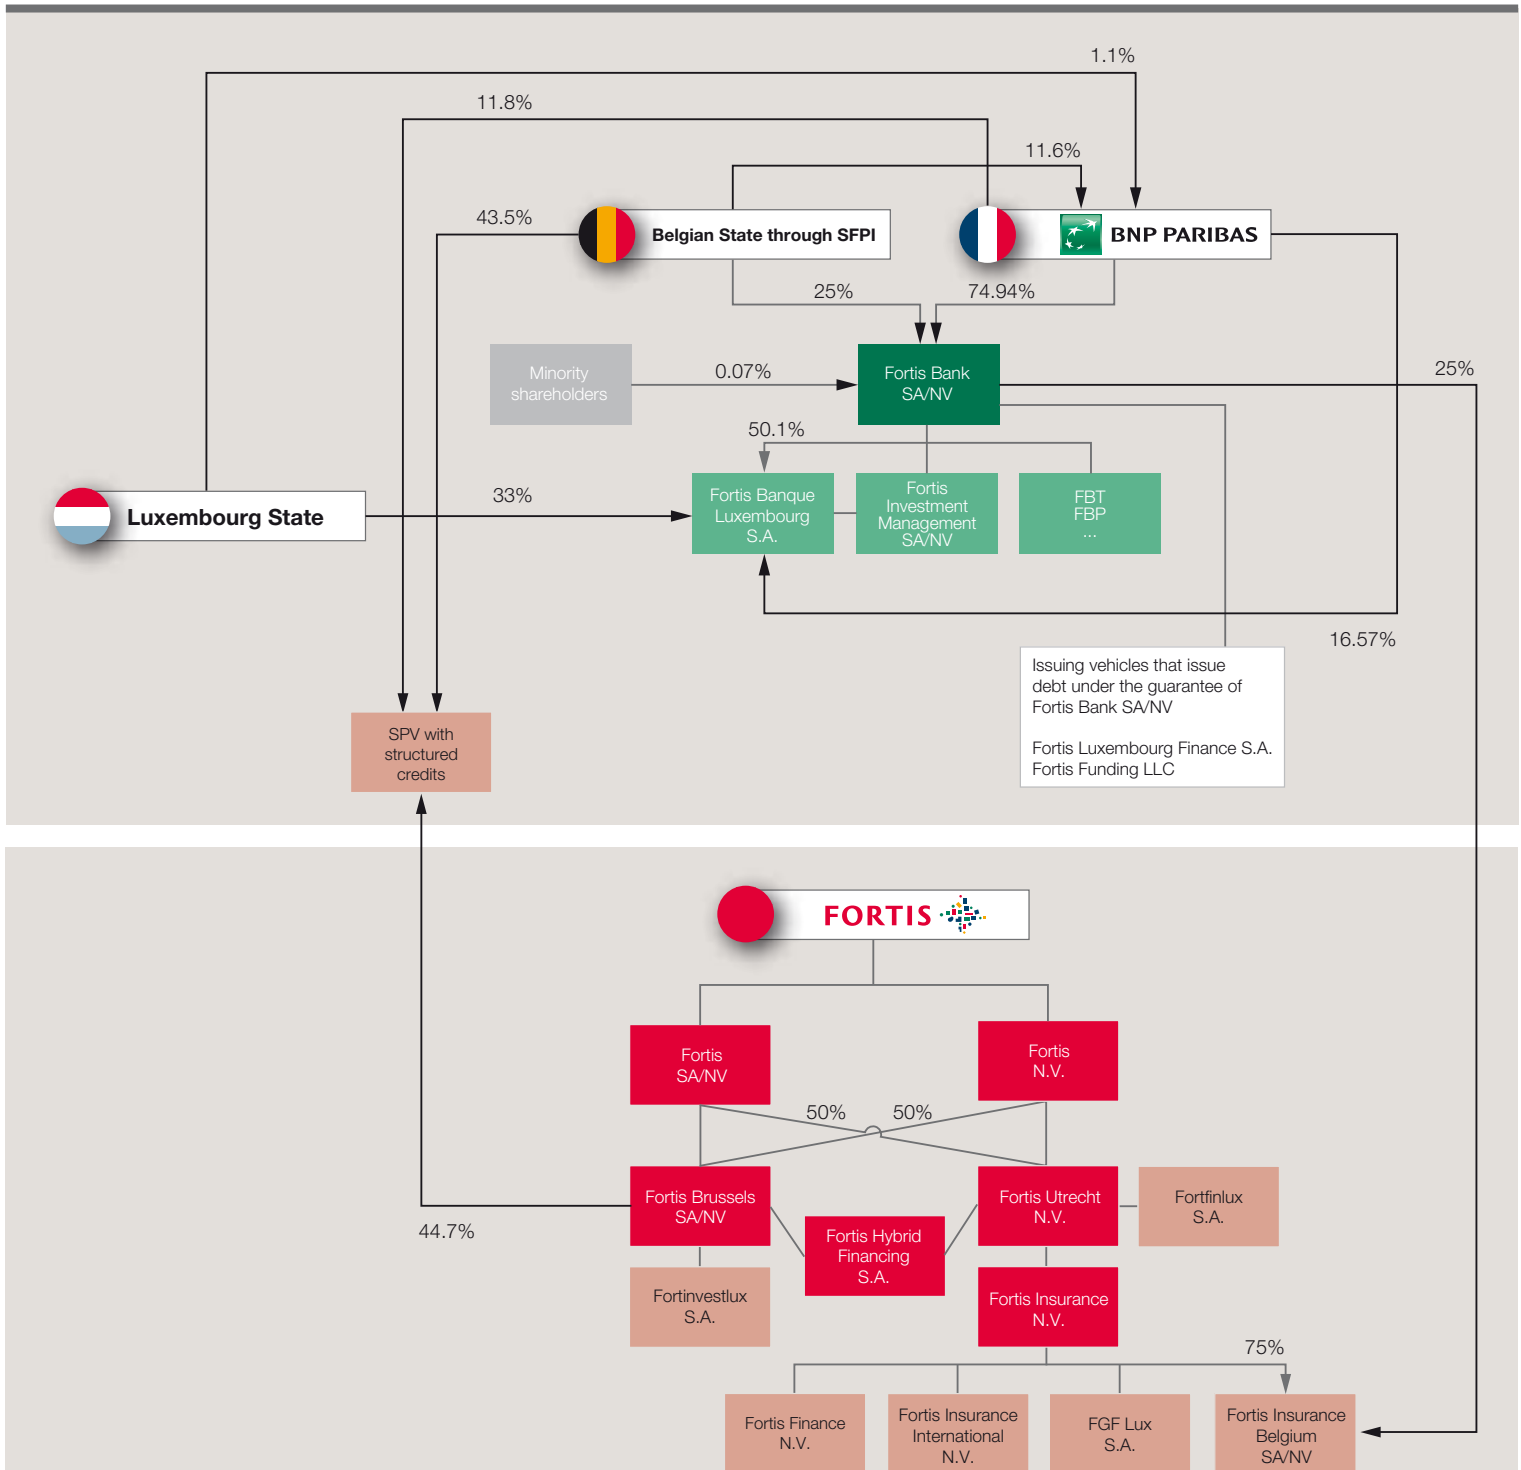 1.1%
11.8%
11.6%
43.5%
Belgian State through SFPI
BNP PARIBAS
25%
74.94%
Minority
shareholders
0.07%
Fortis Bank
SA/NV
25%
50.1%
Luxembourg State
33%
Fortis Banque
Luxembourg
S.A.
Fortis
Investment
Management
SA/NV
FBT
FBP
...
16.57%
Issuing vehicles that issue
debt under the guarantee of
Fortis Bank SA/NV
Fortis Luxembourg Finance S.A.
Fortis Funding LLC
SPV with
structured
credits
FORTIS
Fortis
SA/NV
Fortis
N.V.
50%
50%
Fortis Brussels
SA/NV
Fortis Utrecht
N.V.
Fortfinlux
S.A.
44.7%
Fortis Hybrid
Financing
S.A.
Fortinvestlux
S.A.
Fortis Insurance
N.V.
75%
Fortis Finance
N.V.
Fortis Insurance
International
N.V.
FGF Lux
S.A.
Fortis Insurance
Belgium
SA/NV